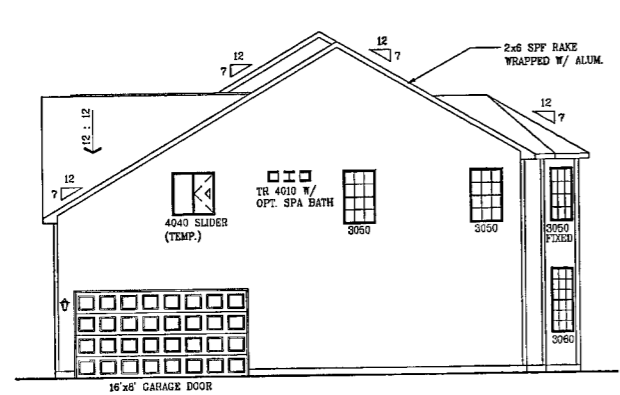 12
7
12
7
2x6 SPF RAKE
WRAPPED W/ ALUM.
12
7
12 : 12
12
7
4040 SLIDER
(TEMP.)
TR 4010 W/
OPT. SPA BATH
3050
3050
3050
FIXED
3060
16'x8' GARAGE DOOR